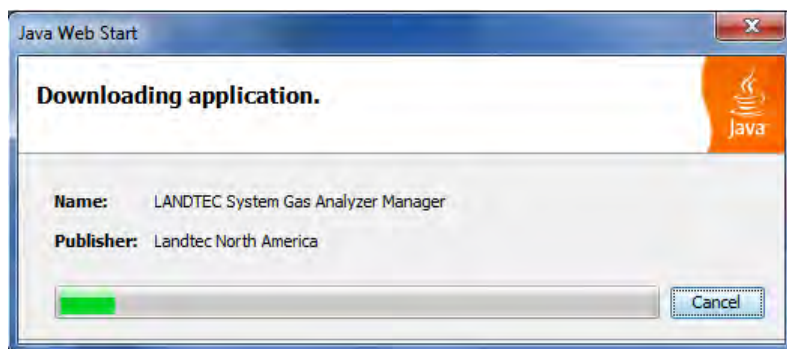 Java Web Start
Downloading application.
Java
Name: LANDTEC System Gas Analyzer Manager
Publisher: Landtec North America
Cancel